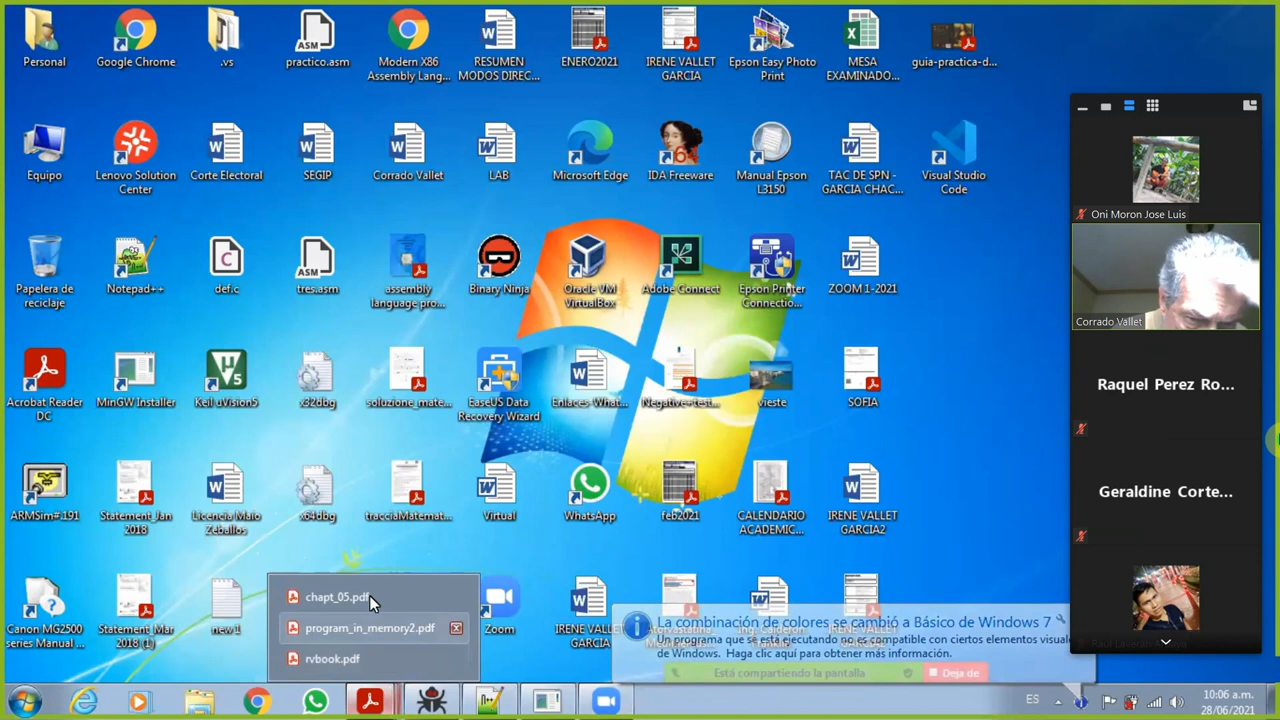 Personal
Google Chrome
.vs
practico.asm
Modern X86
Assembly Lang...
RESUMEN
MODOS DIREC...
ENERO2021
IRENE VALLET
GARCIA
Epson Easy Photo
Print
MESA
EXAMINADO...
guia-practica-d...
Equipo
Lenovo Solution
Center
Corte Electoral
SEGIP
Corrado Vallet
LAB
Microsoft Edge
IDA Freeware
Manual Epson
L3150
TAC DE SPN -
GARCIA CHAC...
Visual Studio
Code
Oni Moron Jose Luis
Papelera de
reciclaje
Notepad++
def.c
tres.asm
assembly
language pro...
Binary Ninja
Oracle VM
VirtualBox
Adobe Connect
Epson Printer
Connectio...
ZOOM 1-2021
Corrado Vallet
Acrobat Reader
DC
MinGW Installer
Keil uVision5
x32dbg
soluzione_mate...
EaseUS Data
Recovery Wizard
Enlaces-What...
Negative+test...
vieste
SOFIA
Raquel Perez Ro...
ARMSim#.191
Statement_Jan
2018
Licencia Maio
Zeballos
x64dbg
tracciaMatemat...
Virtual
WhatsApp
feb2021
CALENDARIO
ACADEMIC...
IRENE VALLET
GARCIA2
Geraldine Corte...
Canon MG2500
series Manual ...
Statement_Mar
2018 (1)
new1
chapt_05.pdf
program_in_memory2.pdf
rvbook.pdf
Zoom
IRENE VALLET
GARCIA
La combinación de colores se cambió a Básico de Windows 7
Un programa que se está ejecutando no es compatible con ciertos elementos visuale
de Windows. Haga clic aquí para obtener más información.
Está compartiendo la pantalla
Deja de
ES
10:06 a.m.
28/06/2021